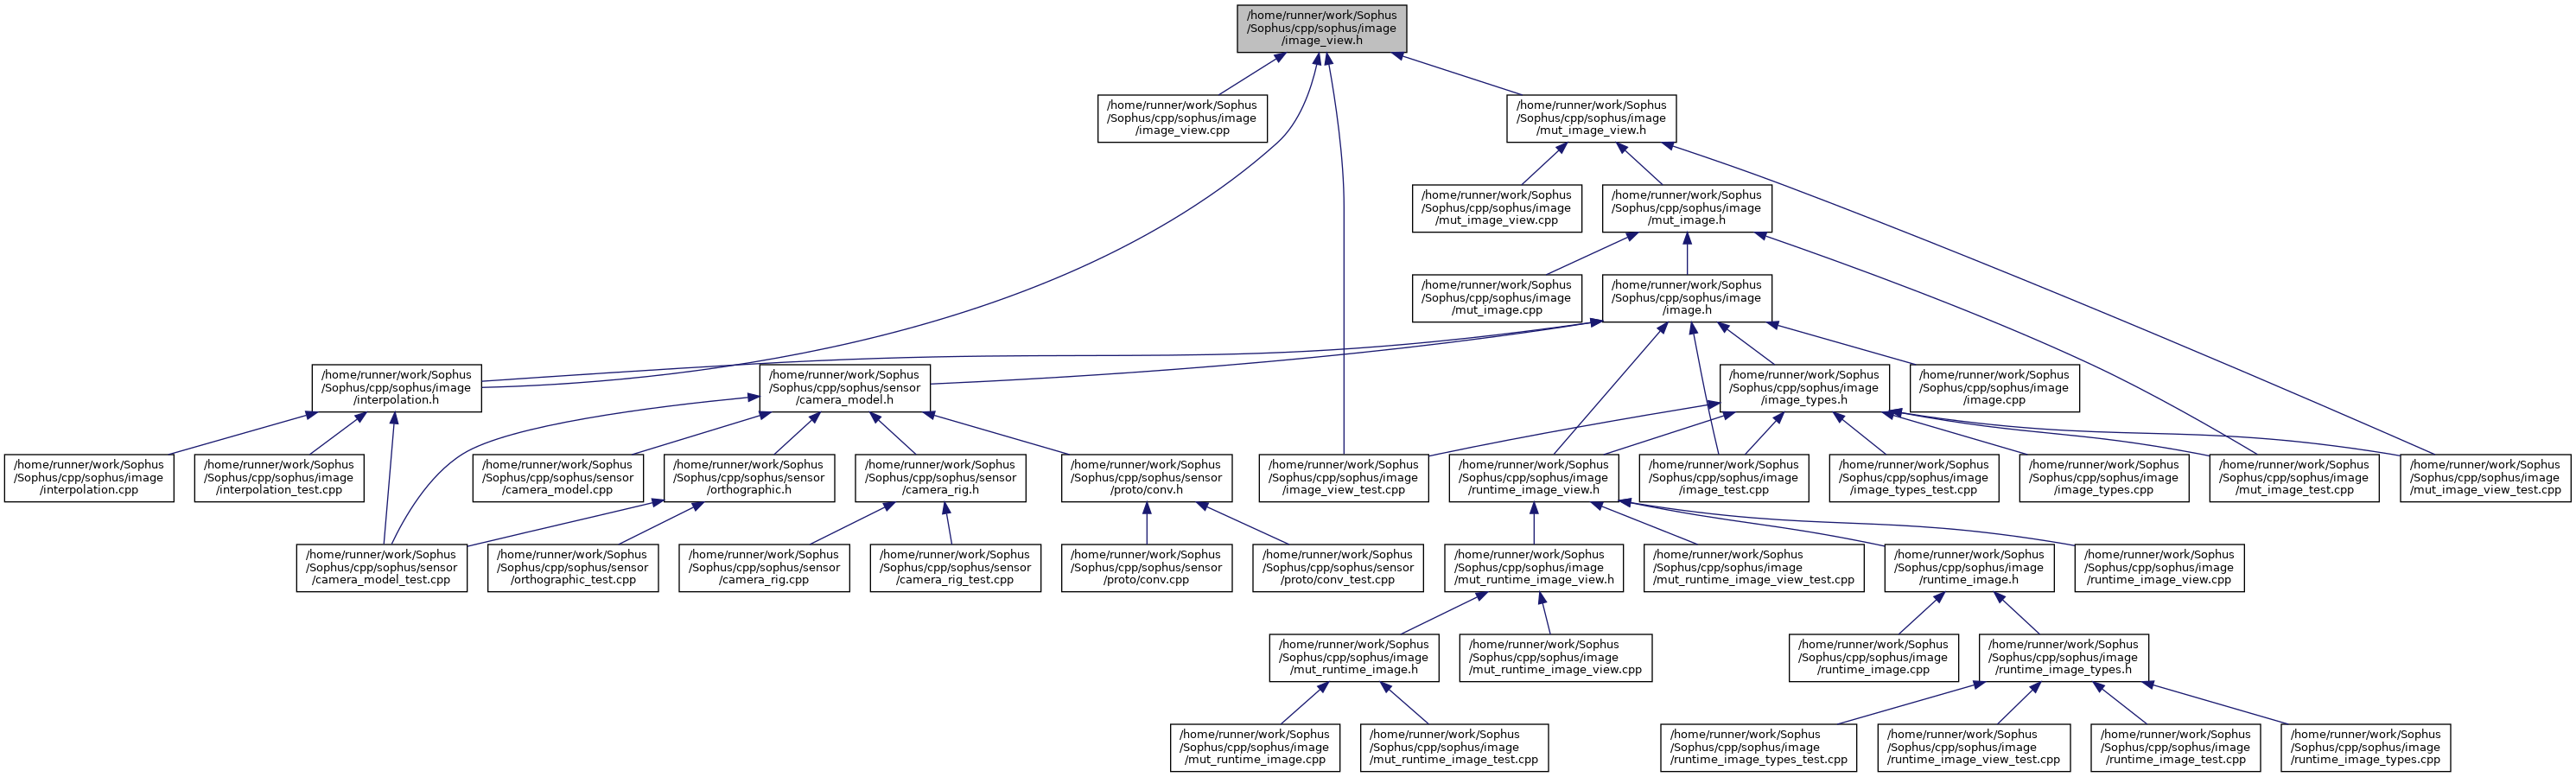 /home/runner/work/Sophus
/Sophus/cpp/sophus/image
/image_view.h
/home/runner/work/Sophus
/Sophus/cpp/sophus/image
/image_view.cpp
/home/runner/work/Sophus
/Sophus/cpp/sophus/image
/mut_image_view.h
/home/runner/work/Sophus
/Sophus/cpp/sophus/image
/mut_image_view.cpp
/home/runner/work/Sophus
/Sophus/cpp/sophus/image
/mut_image.h
/home/runner/work/Sophus
/Sophus/cpp/sophus/image
/mut_image.cpp
/home/runner/work/Sophus
/Sophus/cpp/sophus/image
/image.h
/home/runner/work/Sophus
/Sophus/cpp/sophus/image
/interpolation.h
/home/runner/work/Sophus
/Sophus/cpp/sophus/sensor
/camera_model.h
/home/runner/work/Sophus
/Sophus/cpp/sophus/image
/image_types.h
/home/runner/work/Sophus
/Sophus/cpp/sophus/image
/image.cpp
/home/runner/work/Sophus
/Sophus/cpp/sophus/image
/interpolation.cpp
/home/runner/work/Sophus
/Sophus/cpp/sophus/image
/interpolation_test.cpp
/home/runner/work/Sophus
/Sophus/cpp/sophus/sensor
/camera_model.cpp
/home/runner/work/Sophus
/Sophus/cpp/sophus/sensor
/orthographic.h
/home/runner/work/Sophus
/Sophus/cpp/sophus/sensor
/camera_rig.h
/home/runner/work/Sophus
/Sophus/cpp/sophus/sensor
/proto/conv.h
/home/runner/work/Sophus
/Sophus/cpp/sophus/image
/image_view_test.cpp
/home/runner/work/Sophus
/Sophus/cpp/sophus/image
/runtime_image_view.h
/home/runner/work/Sophus
/Sophus/cpp/sophus/image
/image_test.cpp
/home/runner/work/Sophus
/Sophus/cpp/sophus/image
/image_types_test.cpp
/home/runner/work/Sophus
/Sophus/cpp/sophus/image
/image_types.cpp
/home/runner/work/Sophus
/Sophus/cpp/sophus/image
/mut_image_test.cpp
/home/runner/work/Sophus
/Sophus/cpp/sophus/image
/mut_image_view_test.cpp
/home/runner/work/Sophus
/Sophus/cpp/sophus/sensor
/camera_model_test.cpp
/home/runner/work/Sophus
/Sophus/cpp/sophus/sensor
/orthographic_test.cpp
/home/runner/work/Sophus
/Sophus/cpp/sophus/sensor
/camera_rig.cpp
/home/runner/work/Sophus
/Sophus/cpp/sophus/sensor
/camera_rig_test.cpp
/home/runner/work/Sophus
/Sophus/cpp/sophus/sensor
/proto/conv.cpp
/home/runner/work/Sophus
/Sophus/cpp/sophus/sensor
/proto/conv_test.cpp
/home/runner/work/Sophus
/Sophus/cpp/sophus/image
/mut_runtime_image_view.h
/home/runner/work/Sophus
/Sophus/cpp/sophus/image
/mut_runtime_image_view_test.cpp
/home/runner/work/Sophus
/Sophus/cpp/sophus/image
/runtime_image.h
/home/runner/work/Sophus
/Sophus/cpp/sophus/image
/runtime_image_view.cpp
/home/runner/work/Sophus
/Sophus/cpp/sophus/image
/mut_runtime_image.h
/home/runner/work/Sophus
/Sophus/cpp/sophus/image
/mut_runtime_image_view.cpp
/home/runner/work/Sophus
/Sophus/cpp/sophus/image
/runtime_image.cpp
/home/runner/work/Sophus
/Sophus/cpp/sophus/image
/runtime_image_types.h
/home/runner/work/Sophus
/Sophus/cpp/sophus/image
/mut_runtime_image.cpp
/home/runner/work/Sophus
/Sophus/cpp/sophus/image
/mut_runtime_image_test.cpp
/home/runner/work/Sophus
/Sophus/cpp/sophus/image
/runtime_image_types_test.cpp
/home/runner/work/Sophus
/Sophus/cpp/sophus/image
/runtime_image_view_test.cpp
/home/runner/work/Sophus
/Sophus/cpp/sophus/image
/runtime_image_test.cpp
/home/runner/work/Sophus
/Sophus/cpp/sophus/image
/runtime_image_types.cpp